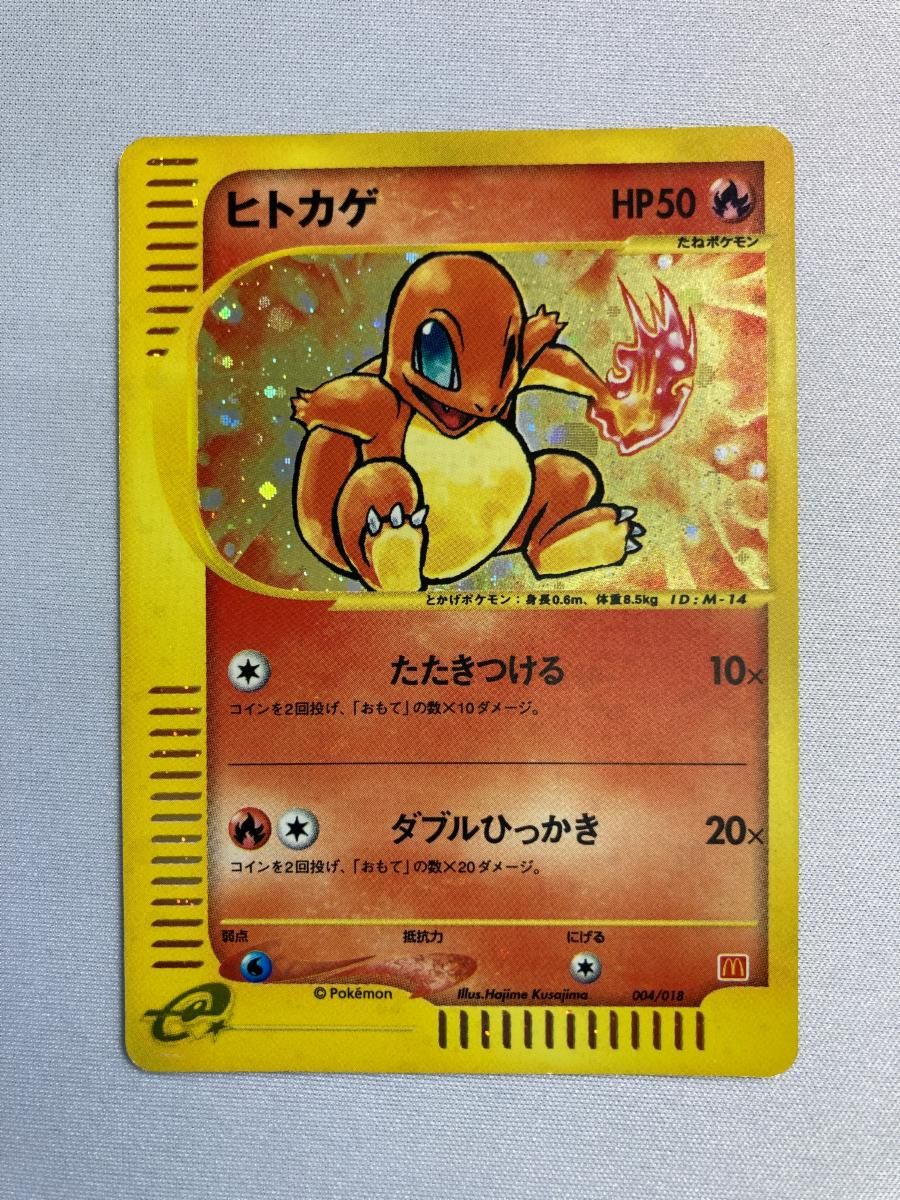 ヒトカゲ HP50
たねポケモン
とかげポケモン：身長0.6m、体重8.5kg ID:M-14
たたきつける 10×
コインを2回投げ、「おもて」の数×10ダメージ。
ダブルひっかき 20×
コインを2回投げ、「おもて」の数×20ダメージ。
弱点 抵抗力 にげる
©Pokémon Illus.Hajime Kusajima 004/018
e